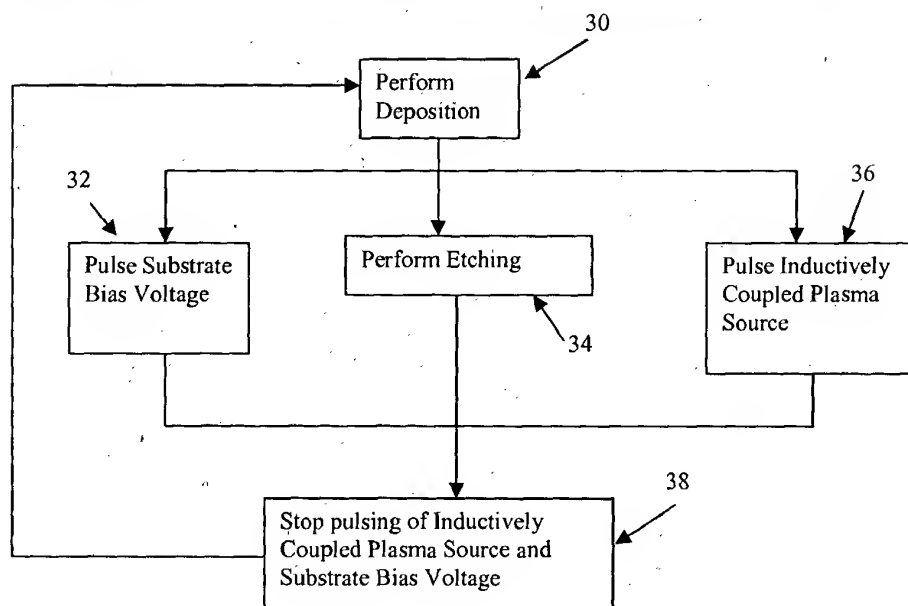 30
Perform
Deposition
32
36
Pulse Substrate
Bias Voltage
Perform Etching
Pulse Inductively
Coupled Plasma
Source
34
38
Stop pulsing of Inductively
Coupled Plasma Source and
Substrate Bias Voltage